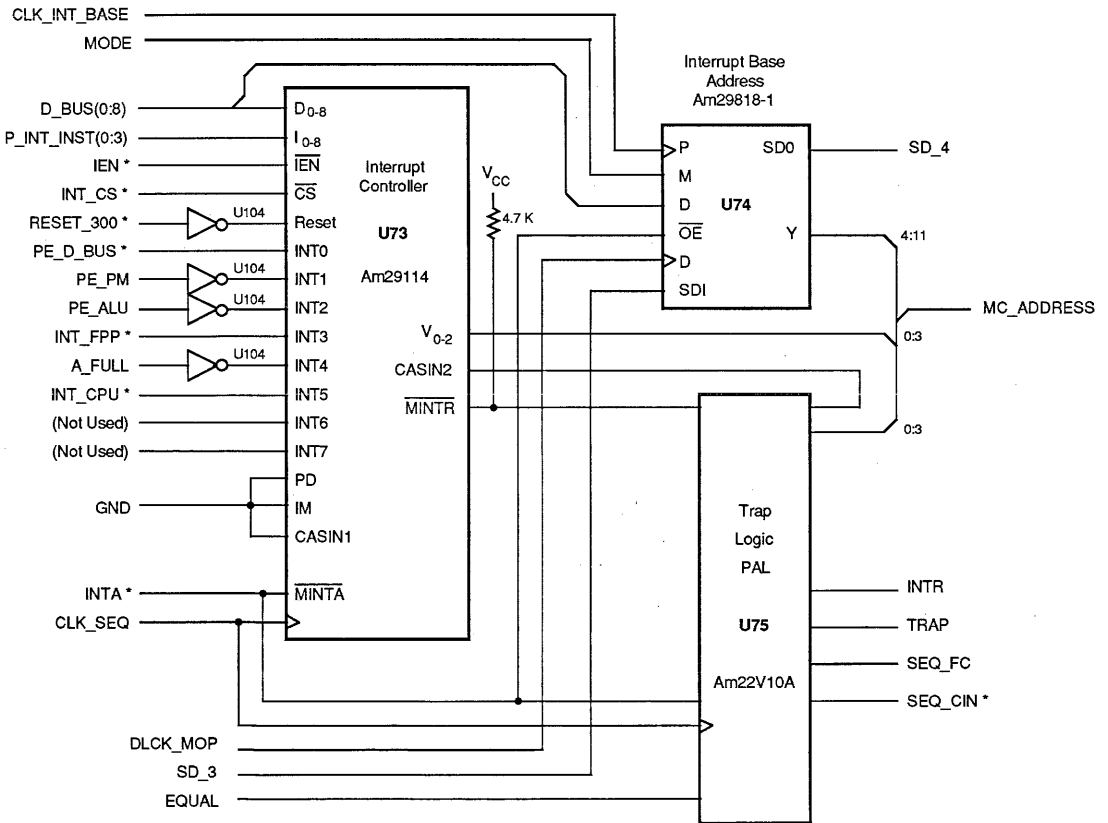 CLK_INT_BASE
MODE
D_BUS(0:8)
P_INT_INST(0:3)
IEN *
INT_CS *
RESET_300 *
PE_D_BUS *
PE_PM
PE_ALU
INT_FPP *
A_FULL
INT_CPU *
(Not Used)
(Not Used)
GND
INTA *
CLK_SEQ
DLCK_MOP
SD_3
EQUAL
U104
U104
U104
U104
D0-8
I0-8
IEN
CS
Reset
INT0
INT1
INT2
INT3
INT4
INT5
INT6
INT7
PD
IM
CASIN1
MINTA
Interrupt
Controller
U73
Am29114
V0-2
CASIN2
MINTR
VCC
4.7 K
Interrupt Base
Address
Am29818-1
P
M
D
OE
D
SDI
SD0
U74
Y
SD_4
4:11
MC_ADDRESS
0:3
0:3
Trap
Logic
PAL
U75
Am22V10A
INTR
TRAP
SEQ_FC
SEQ_CIN *